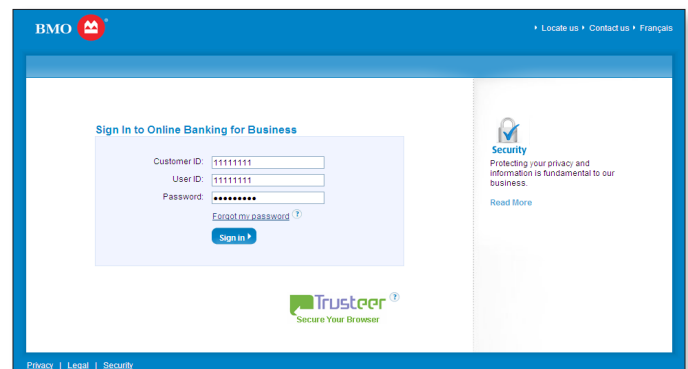 BMO
Locate us Contact us Français
Sign In to Online Banking for Business
Customer ID: 11111111
User ID: 11111111
Password: •••••••••
Forgot my password ?
Sign in
Trusteer ?
Secure Your Browser
Security
Protecting your privacy and
information is fundamental to our
business.
Read More
Privacy | Legal | Security